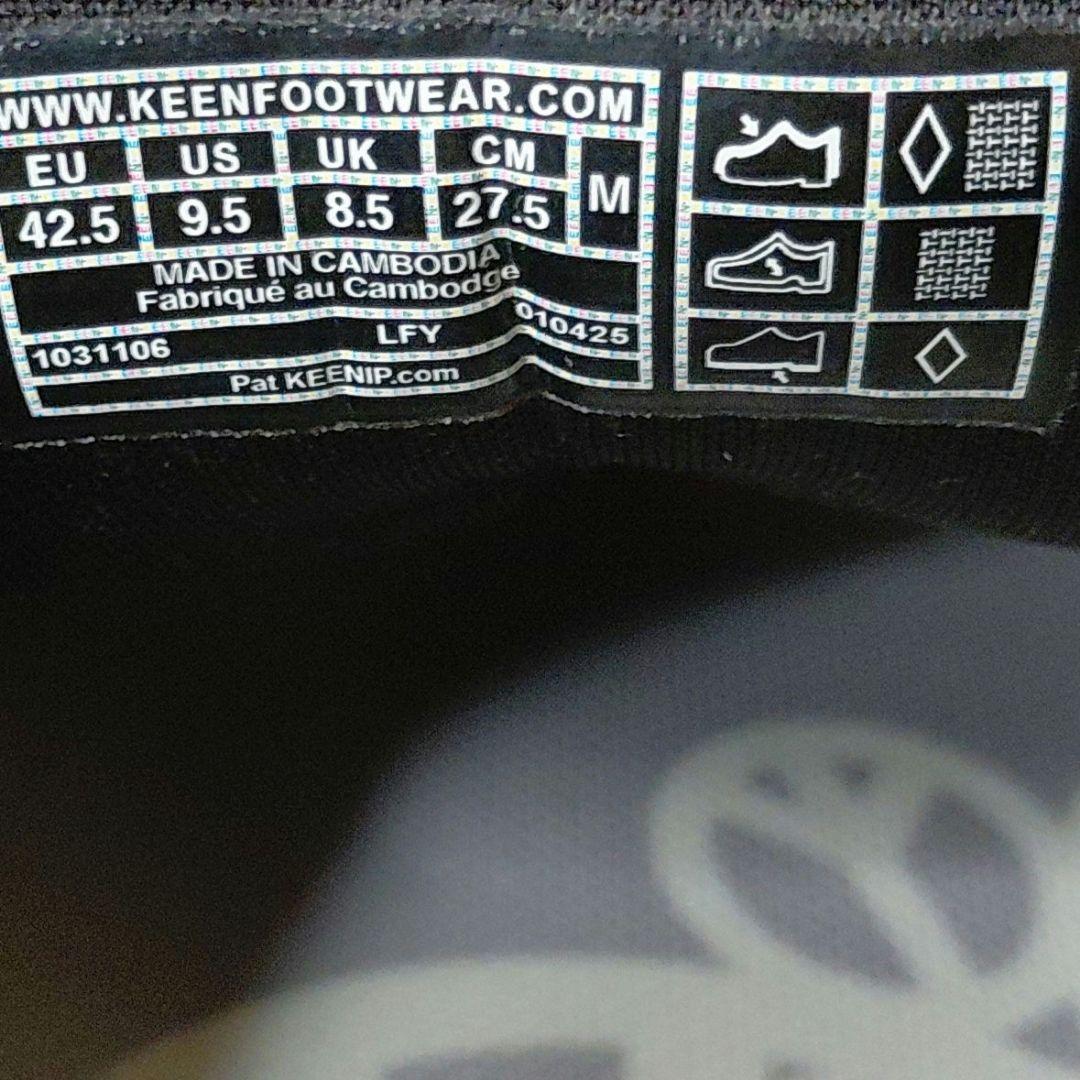 WWW.KEENFOOTWEAR.COM
EU US UK CM M
42.5 9.5 8.5 27.5
MADE IN CAMBODIA
Fabriqué au Cambodge
1031106 LFY 010425
Pat KEENIP.com